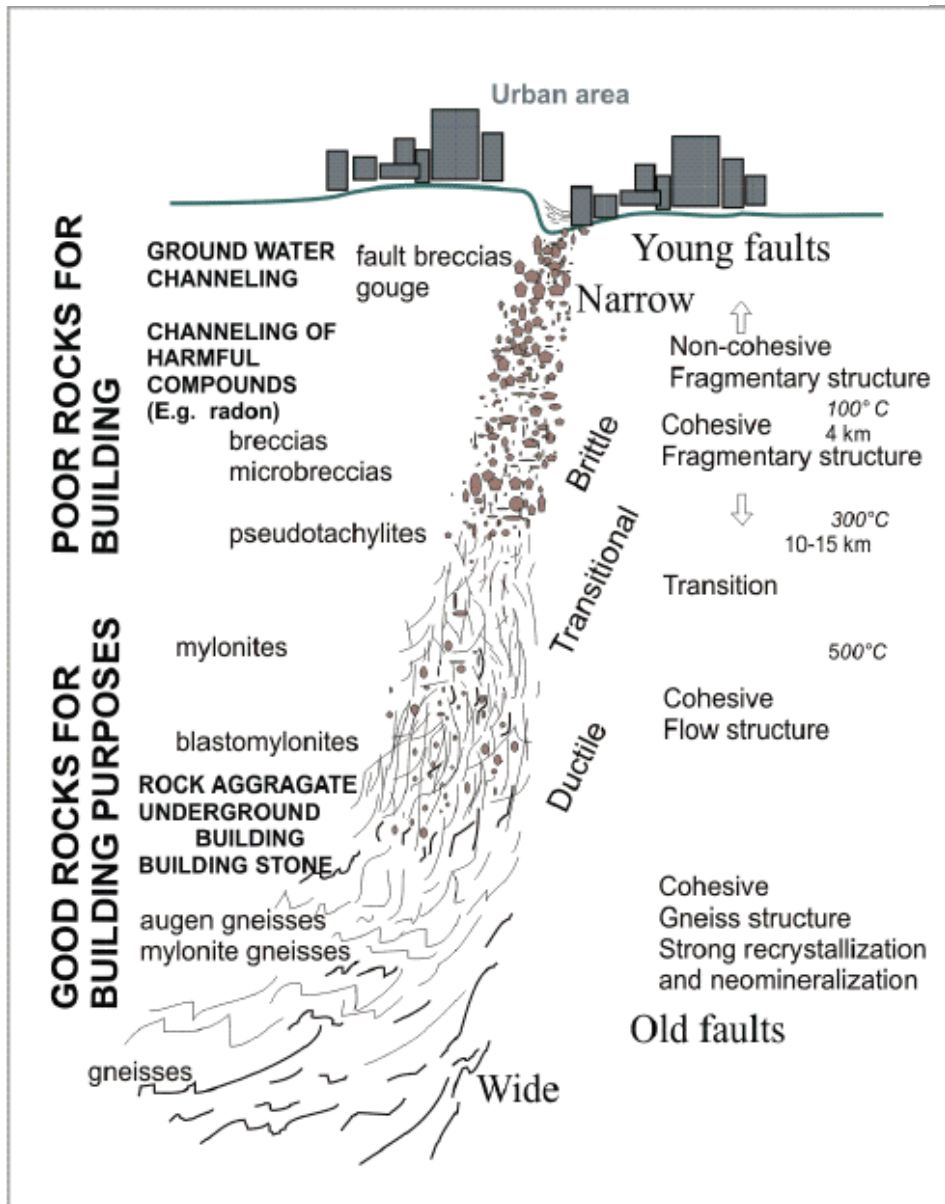 Urban area
POOR ROCKS FOR
BUILDING
GOOD ROCKS FOR
BUILDING PURPOSES
GROUND WATER
CHANNELING
fault breccias
gouge
CHANNELING OF
HARMFUL
COMPOUNDS
(E.g. radon)
breccias
microbreccias
pseudotachylites
mylonites
blastomylonites
ROCK AGGRAGATE
UNDERGROUND
BUILDING
BUILDING STONE
augen gneisses
mylonite gneisses
gneisses
Young faults
Narrow
Brittle
Transitional
Ductile
Wide
Non-cohesive
Fragmentary structure
100° C
Cohesive
4 km
Fragmentary structure
300°C
10-15 km
Transition
500°C
Cohesive
Flow structure
Cohesive
Gneiss structure
Strong recrystallization
and neomineralization
Old faults